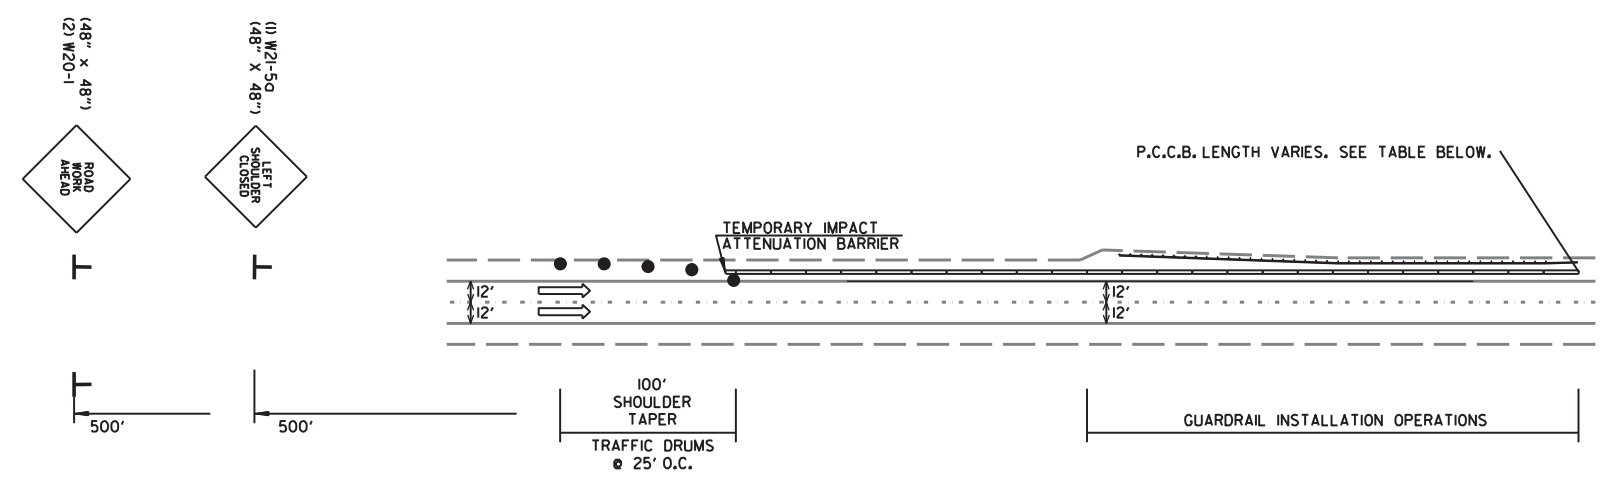 (48" × 48")
(2) W20-1
(1) W21-5a
(48" X 48")
ROAD
WORK
AHEAD
LEFT
SHOULDER
CLOSED
P.C.C.B. LENGTH VARIES. SEE TABLE BELOW.
TEMPORARY IMPACT
ATTENUATION BARRIER
12'
12'
12'
12'
500'
500'
100'
SHOULDER
TAPER
TRAFFIC DRUMS
@ 25' O.C.
GUARDRAIL INSTALLATION OPERATIONS